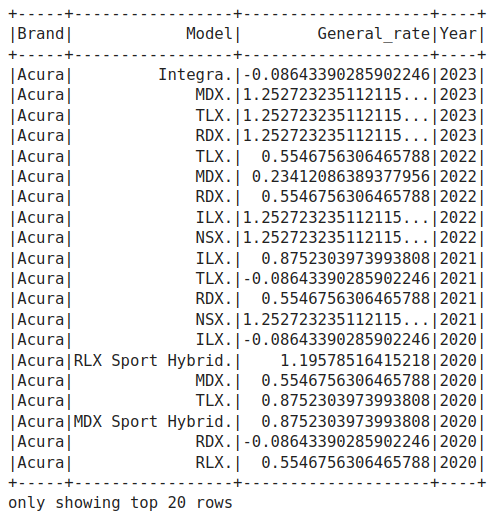 +-----+-----------------+--------------------+----+
|Brand|            Model|        General_rate|Year|
+-----+-----------------+--------------------+----+
|Acura|         Integra.|-0.08643390285902246|2023|
|Acura|             MDX.|1.252723235112115...|2023|
|Acura|             TLX.|1.252723235112115...|2023|
|Acura|             RDX.|1.252723235112115...|2023|
|Acura|             TLX.|  0.5546756306465788|2022|
|Acura|             MDX.| 0.23412086389377956|2022|
|Acura|             RDX.|  0.5546756306465788|2022|
|Acura|             ILX.|1.252723235112115...|2022|
|Acura|             NSX.|1.252723235112115...|2022|
|Acura|             ILX.|  0.8752303973993808|2021|
|Acura|             TLX.|-0.08643390285902246|2021|
|Acura|             RDX.|  0.5546756306465788|2021|
|Acura|             NSX.|1.252723235112115...|2021|
|Acura|             ILX.|-0.08643390285902246|2020|
|Acura|RLX Sport Hybrid.|    1.19578516415218|2020|
|Acura|             MDX.|  0.5546756306465788|2020|
|Acura|             TLX.|  0.8752303973993808|2020|
|Acura|MDX Sport Hybrid.|  0.8752303973993808|2020|
|Acura|             RDX.|-0.08643390285902246|2020|
|Acura|             RLX.|  0.5546756306465788|2020|
+-----+-----------------+--------------------+----+
only showing top 20 rows